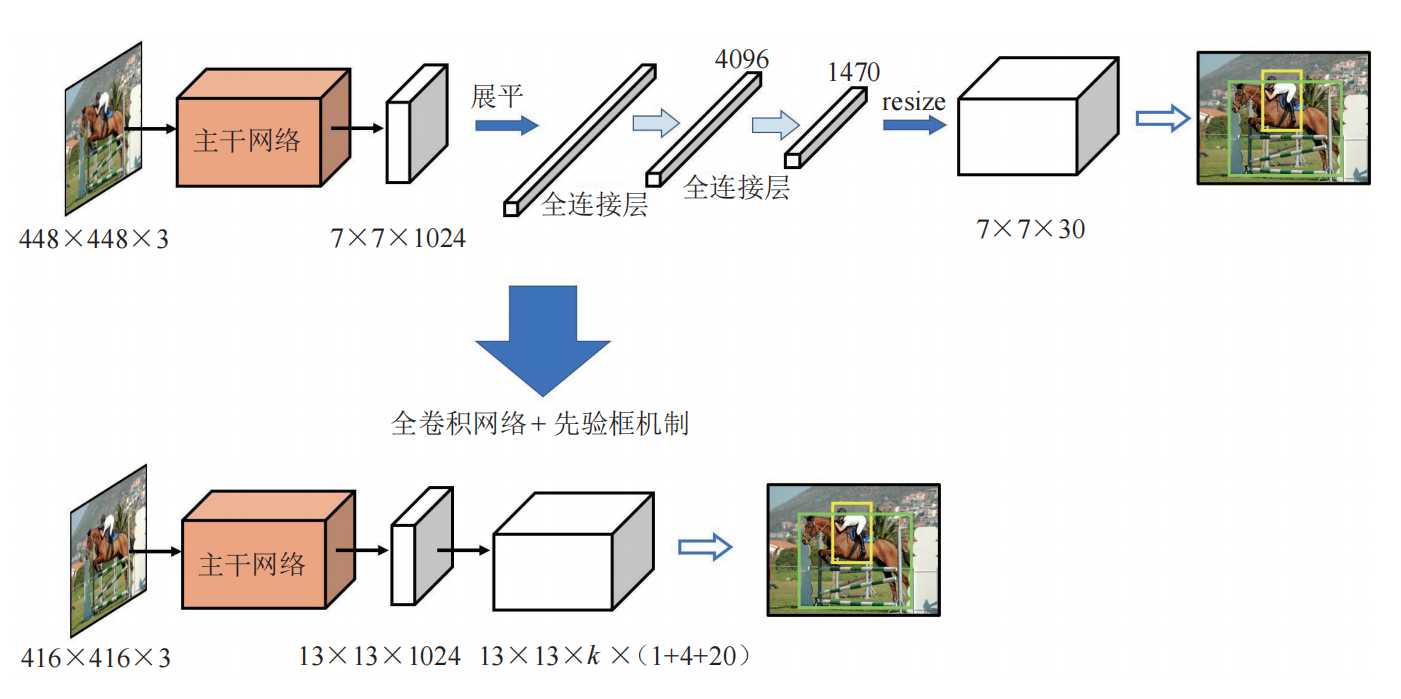 4096
1470
展平
resize
主干网络
全连接层
全连接层
448×448×3
7×7×1024
7×7×30
全卷积网络+先验框机制
主干网络
416×416×3
13×13×1024
13×13×k×(1+4+20)